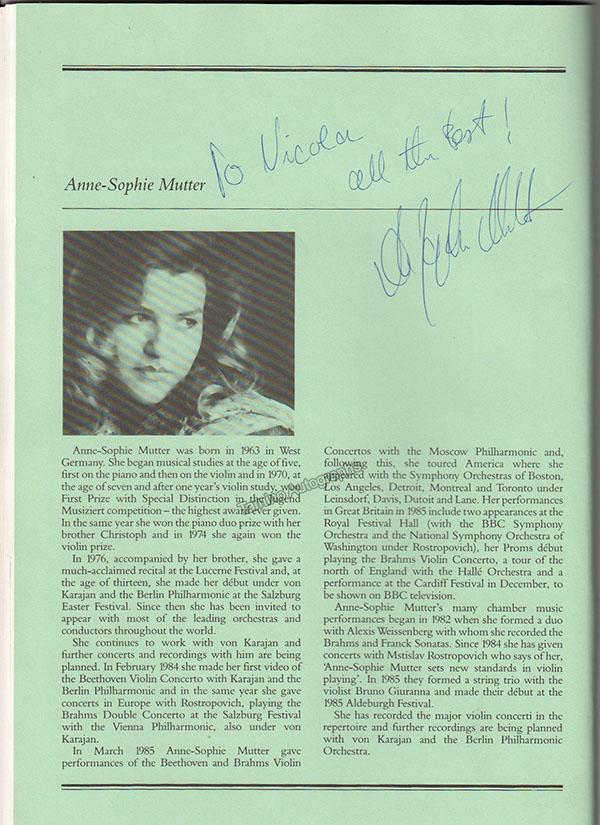 To Nicola
all the best!
Anne-Sophie Mutter
Anne-Sophie Mutter was born in 1963 in West
Germany. She began musical studies at the age of five,
first on the piano and then on the violin and in 1970, at
the age of seven and after one year's violin study, won
First Prize with Special Distinction in the Jugend
Musiziert competition – the highest award ever given.
In the same year she won the piano duo prize with her
brother Christoph and in 1974 she again won the
violin prize.
In 1976, accompanied by her brother, she gave a
much-acclaimed recital at the Lucerne Festival and, at
the age of thirteen, she made her début under von
Karajan and the Berlin Philharmonic at the Salzburg
Easter Festival. Since then she has been invited to
appear with most of the leading orchestras and
conductors throughout the world.
She continues to work with von Karajan and
further concerts and recordings with him are being
planned. In February 1984 she made her first video of
the Beethoven Violin Concerto with Karajan and the
Berlin Philharmonic and in the same year she gave
concerts in Europe with Rostropovich, playing the
Brahms Double Concerto at the Salzburg Festival
with the Vienna Philharmonic, also under von
Karajan.
In March 1985 Anne-Sophie Mutter gave
performances of the Beethoven and Brahms Violin
Concertos with the Moscow Philharmonic and,
following this, she toured America where she
appeared with the Symphony Orchestras of Boston,
Los Angeles, Detroit, Montreal and Toronto under
Leinsdorf, Davis, Dutoit and Lane. Her performances
in Great Britain in 1985 include two appearances at the
Royal Festival Hall (with the BBC Symphony
Orchestra and the National Symphony Orchestra of
Washington under Rostropovich), her Proms début
playing the Brahms Violin Concerto, a tour of the
north of England with the Hallé Orchestra and a
performance at the Cardiff Festival in December, to
be shown on BBC television.
Anne-Sophie Mutter's many chamber music
performances began in 1982 when she formed a duo
with Alexis Weissenberg with whom she recorded the
Brahms and Franck Sonatas. Since 1984 she has given
concerts with Mstislav Rostropovich who says of her,
'Anne-Sophie Mutter sets new standards in violin
playing'. In 1985 they formed a string trio with the
violist Bruno Giuranna and made their début at the
1985 Aldeburgh Festival.
She has recorded the major violin concerti in the
repertoire and further recordings are being planned
with von Karajan and the Berlin Philharmonic
Orchestra.